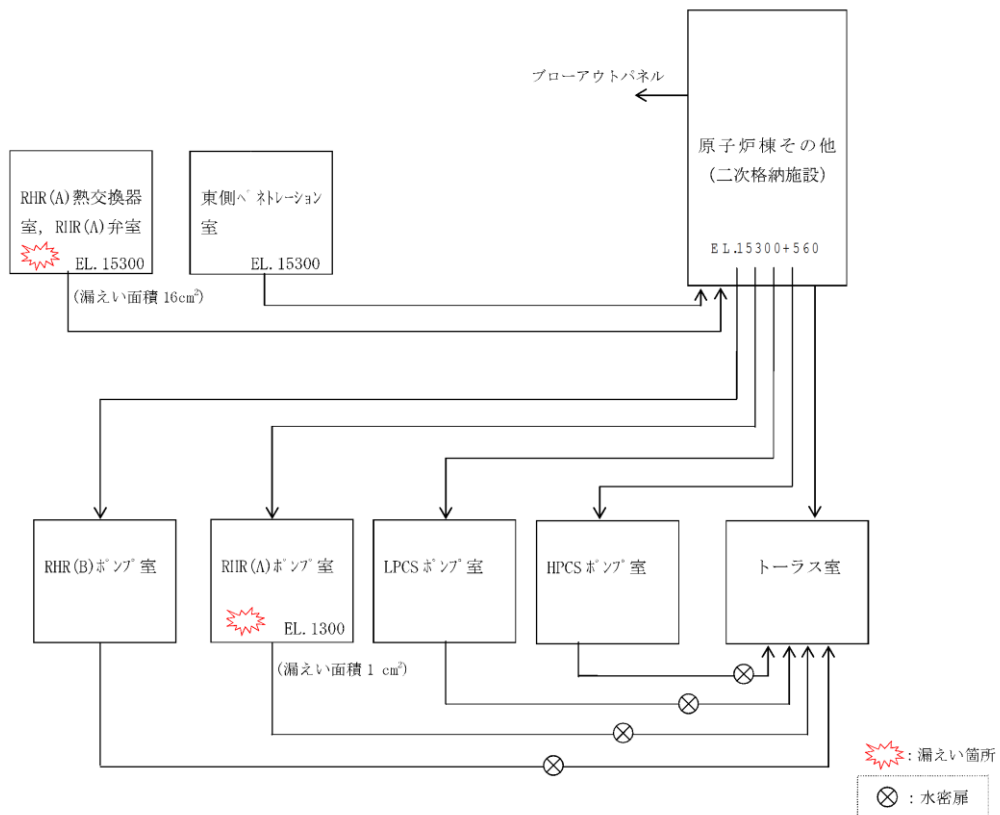 ブローアウトパネル
原子炉棟その他
(二次格納施設)
EL.15300+560
RHR(A)熱交換器
室, RHR(A)弁室
EL.15300
(漏えい面積 16cm²)
東側ペネトレーション
室
EL.15300
RHR(B)ポンプ室
RHR(A)ポンプ室
EL.1300
(漏えい面積 1 cm²)
LPCSポンプ室
HPCSポンプ室
トーラス室
:漏えい箇所
:水密扉